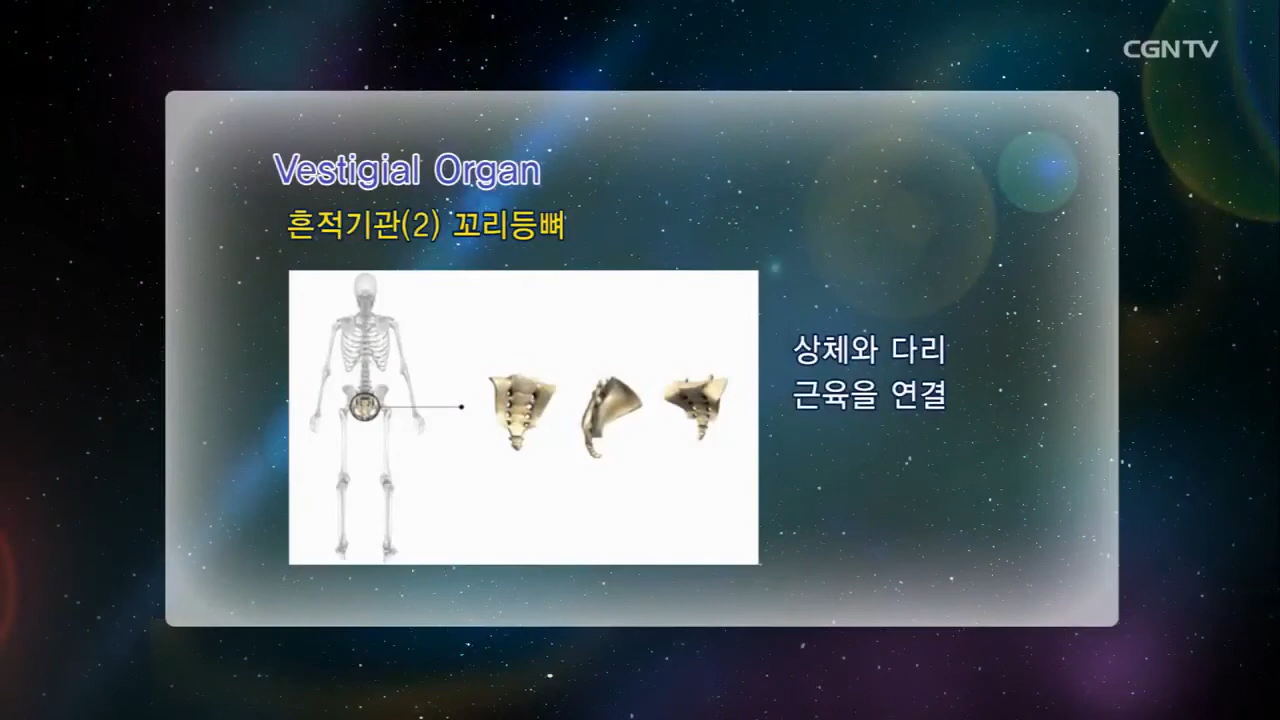 CGNTV
Vestigial Organ
흔적기관(2) 꼬리등뼈
상체와 다리
근육을 연결